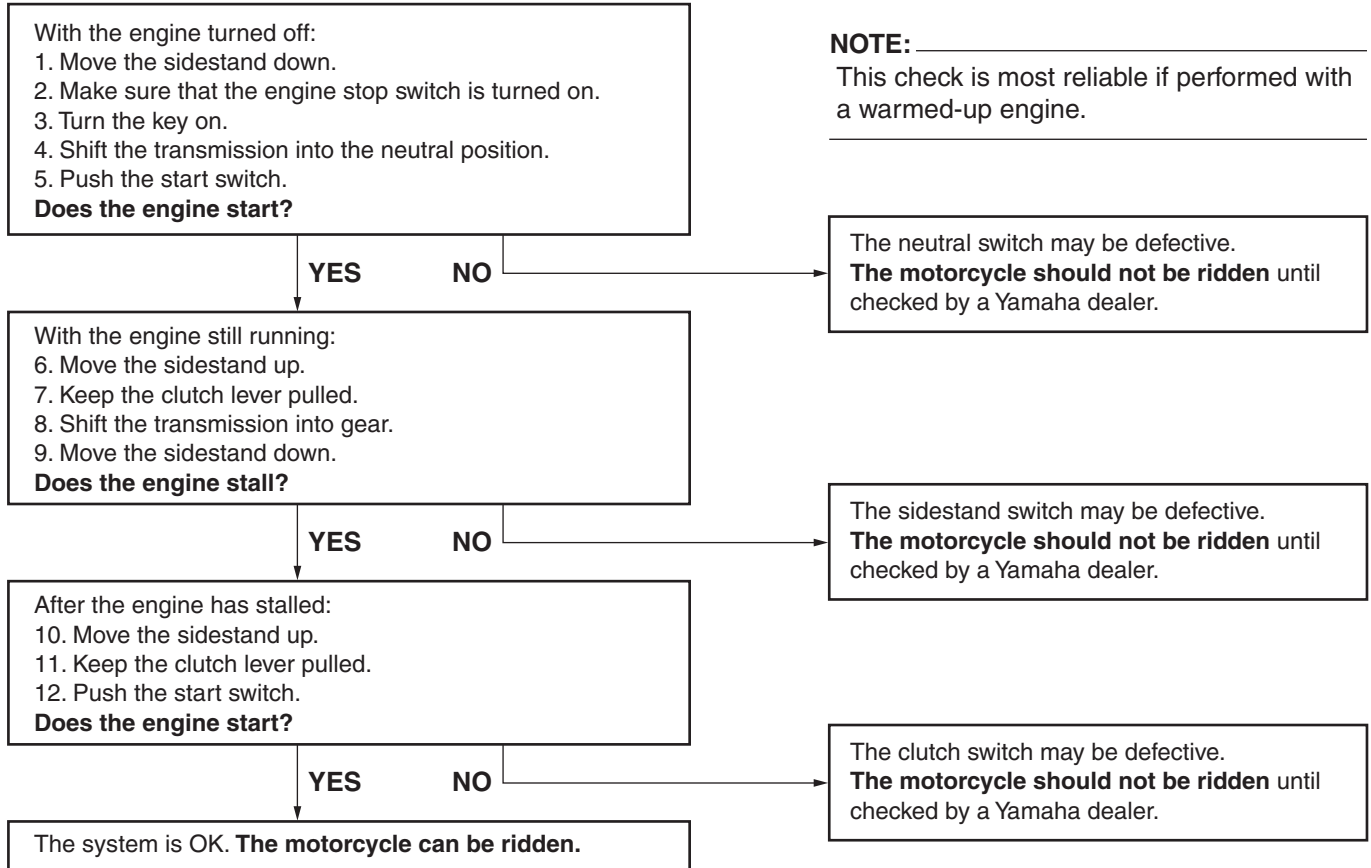 With the engine turned off:
1. Move the sidestand down.
2. Make sure that the engine stop switch is turned on.
3. Turn the key on.
4. Shift the transmission into the neutral position.
5. Push the start switch.
Does the engine start?
NOTE:
This check is most reliable if performed with
a warmed-up engine.
YES NO
The neutral switch may be defective.
The motorcycle should not be ridden until
checked by a Yamaha dealer.
With the engine still running:
6. Move the sidestand up.
7. Keep the clutch lever pulled.
8. Shift the transmission into gear.
9. Move the sidestand down.
Does the engine stall?
YES NO
The sidestand switch may be defective.
The motorcycle should not be ridden until
checked by a Yamaha dealer.
After the engine has stalled:
10. Move the sidestand up.
11. Keep the clutch lever pulled.
12. Push the start switch.
Does the engine start?
YES NO
The clutch switch may be defective.
The motorcycle should not be ridden until
checked by a Yamaha dealer.
The system is OK. The motorcycle can be ridden.